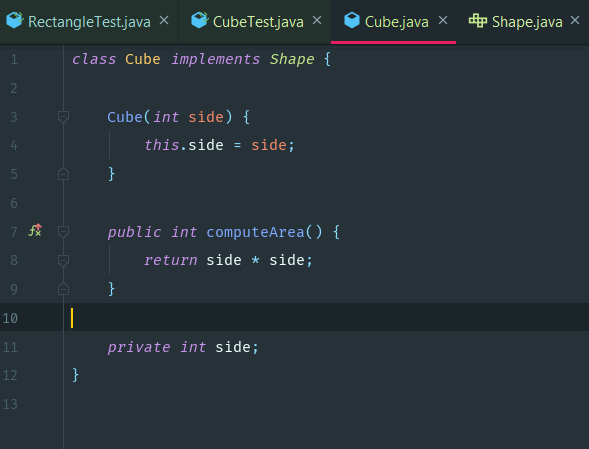 RectangleTest.java × CubeTest.java × Cube.java × Shape.java ×
1 class Cube implements Shape {
2
3 Cube(int side) {
4 this.side = side;
5 }
6
7 public int computeArea() {
8 return side * side;
9 }
10
11 private int side;
12 }
13